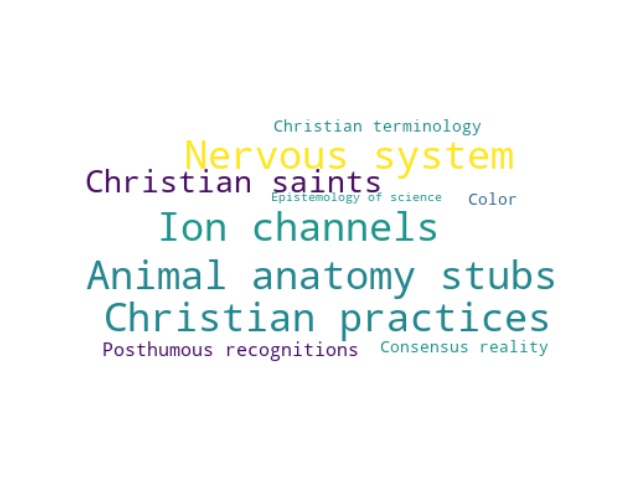 Christian terminology
Nervous system
Christian saints
Epistemology of science
Color
Ion channels
Animal anatomy stubs
Christian practices
Posthumous recognitions
Consensus reality